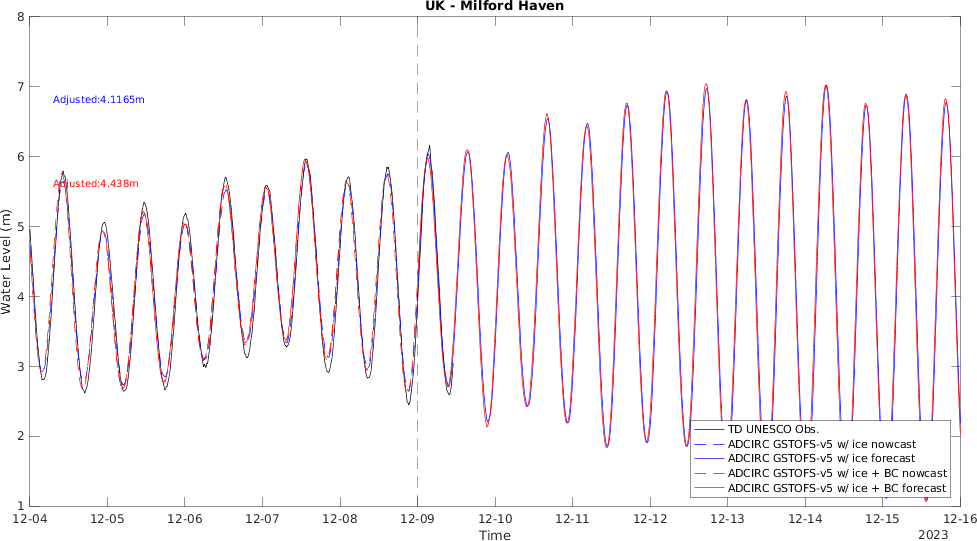 UK - Milford Haven
8
7
6
5
4
3
2
1
Water Level (m)
Adjusted:4.1165m
Adjusted:4.438m
TD UNESCO Obs.
ADCIRC GSTOFS-v5 w/ ice nowcast
ADCIRC GSTOFS-v5 w/ ice forecast
ADCIRC GSTOFS-v5 w/ ice + BC nowcast
ADCIRC GSTOFS-v5 w/ ice + BC forecast
12-04 12-05 12-06 12-07 12-08 12-09 12-10 12-11 12-12 12-13 12-14 12-15 12-16
Time
2023